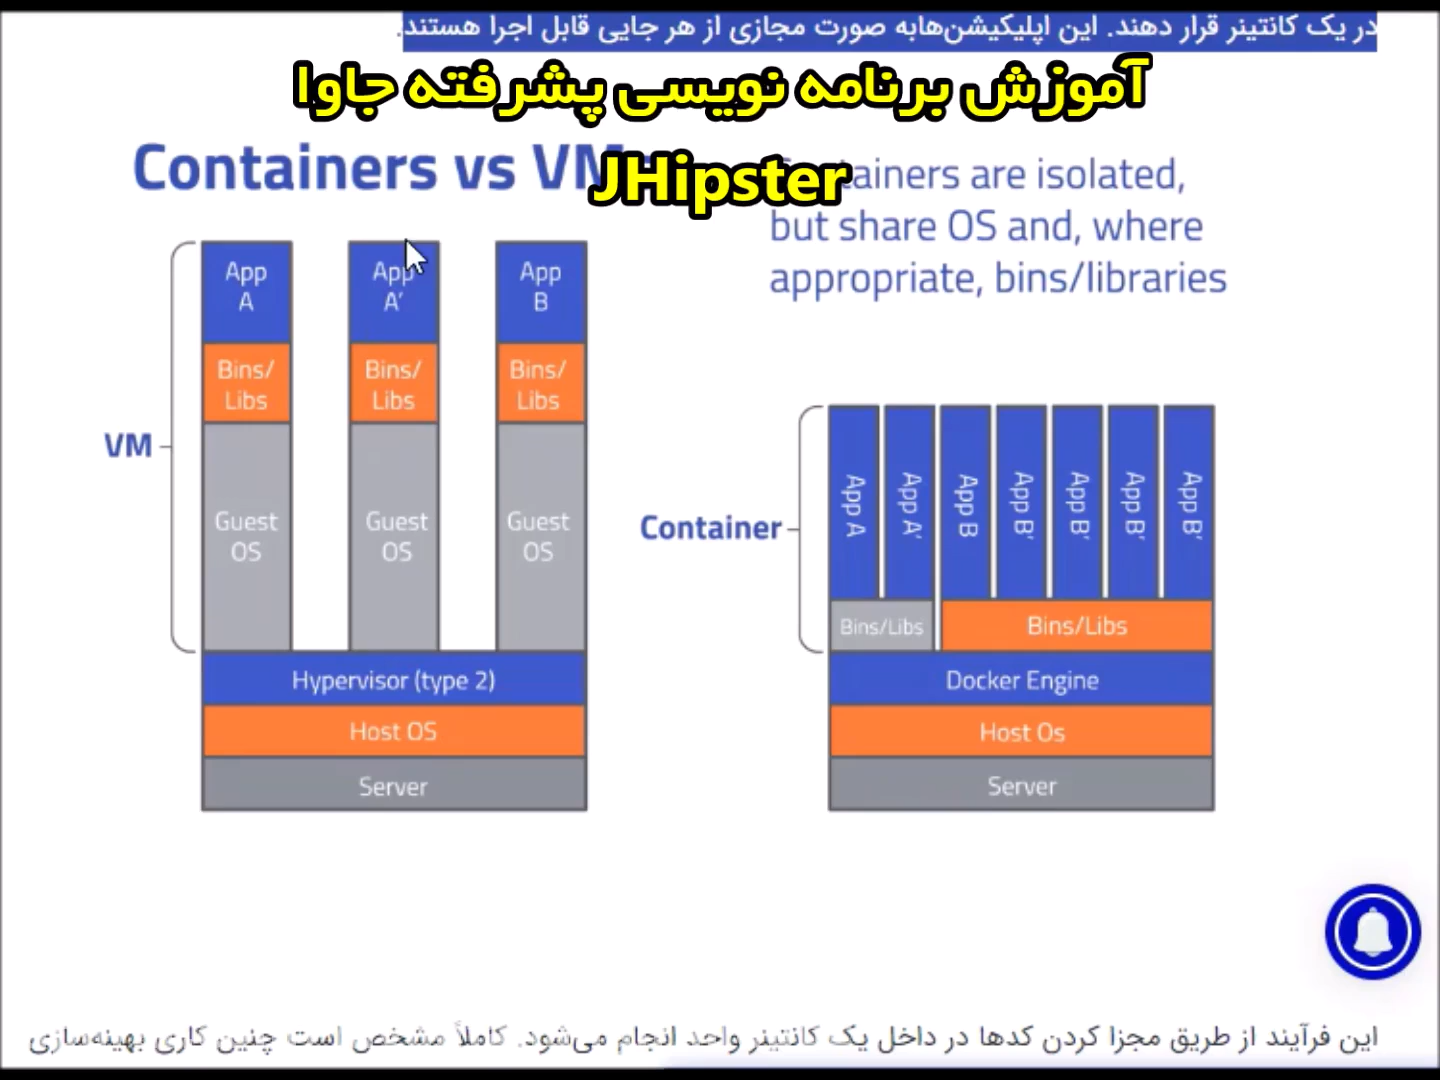 در یک کانتینر قرار دهند. این اپلیکیشن‌هابه صورت مجازی از هر جایی قابل اجرا هستند.
آموزش برنامه نویسی پشرفته جاوا
JHipster
Containers vs
Containers are isolated,
but share OS and, where
appropriate, bins/libraries
VM
App
A
App
A'
App
B
Bins/
Libs
Bins/
Libs
Bins/
Libs
Guest
OS
Guest
OS
Guest
OS
Hypervisor (type 2)
Host OS
Server
Container
App A
App A'
App B
App B'
App B'
App B'
App B'
Bins/Libs
Bins/Libs
Docker Engine
Host Os
Server
این فرآیند از طریق مجزا کردن کدها در داخل یک کانتینر واحد انجام می‌شود. کاملاً مشخص است چنین کاری بهینه‌سازی